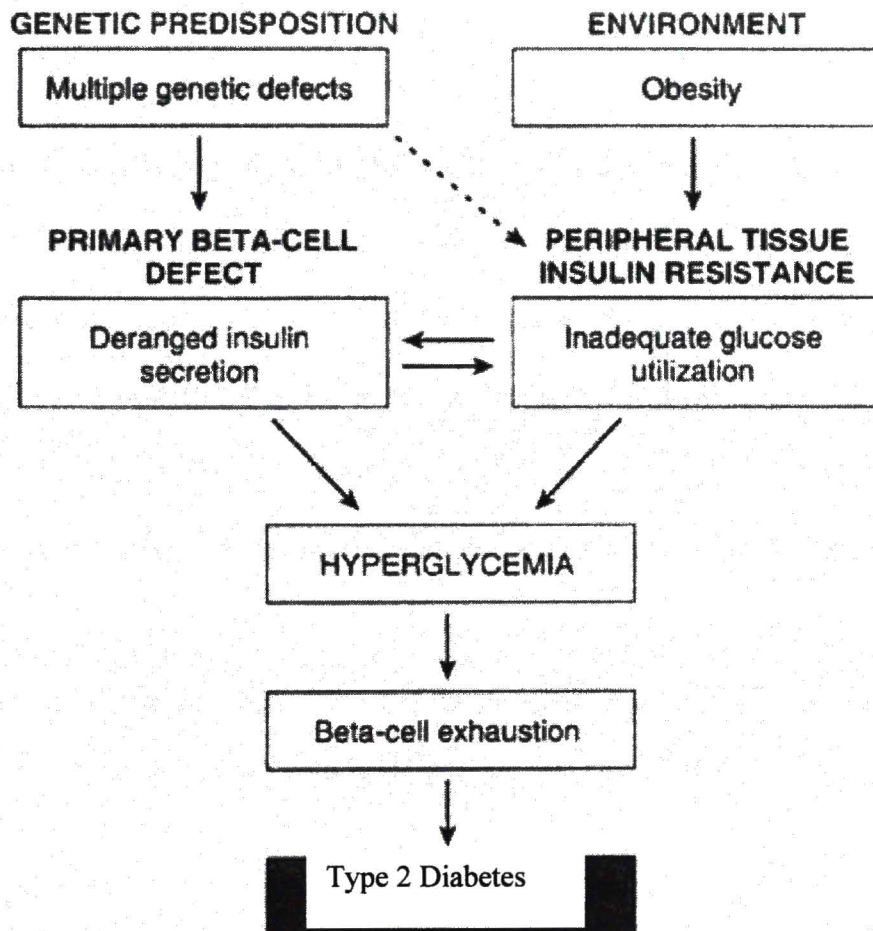 GENETIC PREDISPOSITION
Multiple genetic defects
ENVIRONMENT
Obesity
PRIMARY BETA-CELL
DEFECT
Deranged insulin
secretion
PERIPHERAL TISSUE
INSULIN RESISTANCE
Inadequate glucose
utilization
HYPERGLYCEMIA
Beta-cell exhaustion
Type 2 Diabetes